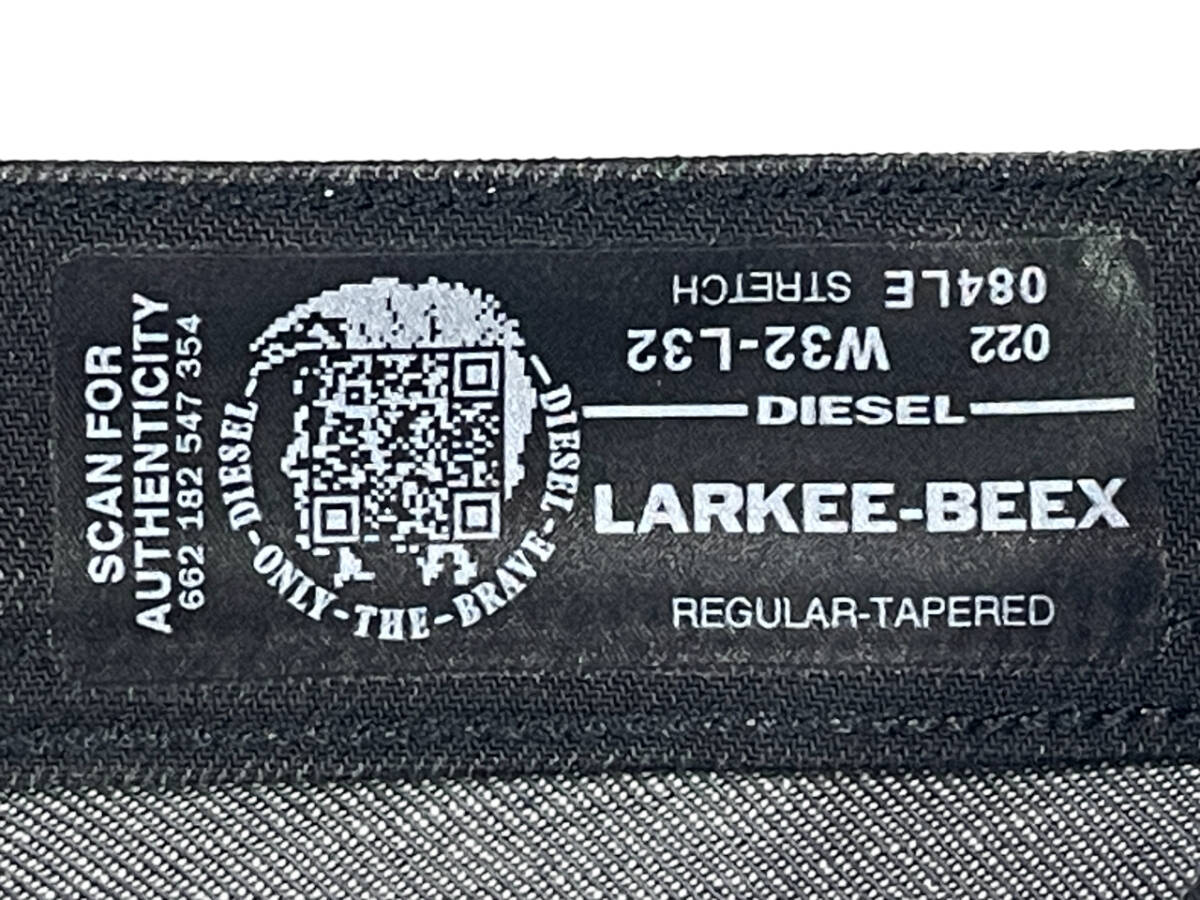 SCAN FOR
AUTHENTICITY
662 182 547 354
DIESEL-ONLY-THE-BRAVE-DIESEL-
084LE STRETCH
022 W32-L32
DIESEL
LARKEE-BEEX
REGULAR-TAPERED